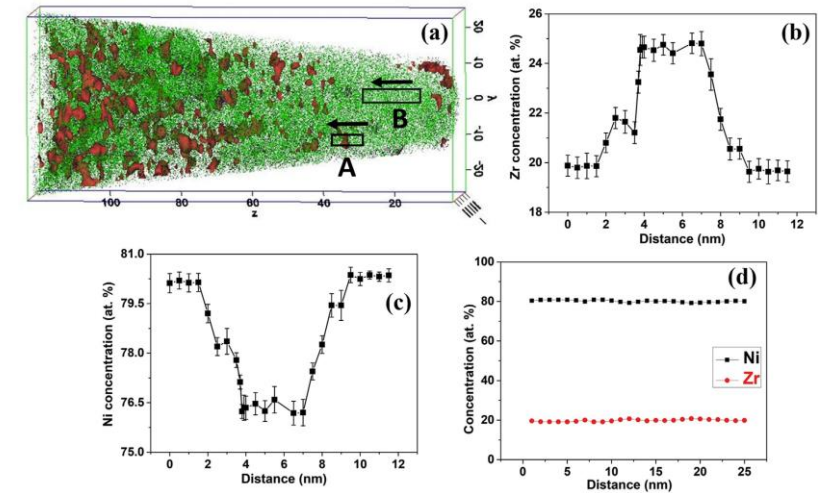 (a)
20
10
0
-10
-20
y
B
A
100
80
60
40
20
z
(b)
Zr concentration (at. %)
26
24
22
20
18
0 2 4 6 8 10 12
Distance (nm)
(c)
Ni concentration (at. %)
81.0
79.5
78.0
76.5
75.0
0 2 4 6 8 10 12
Distance (nm)
(d)
Concentration (at. %)
100
80
60
40
20
0
Ni
Zr
0 5 10 15 20 25
Distance (nm)